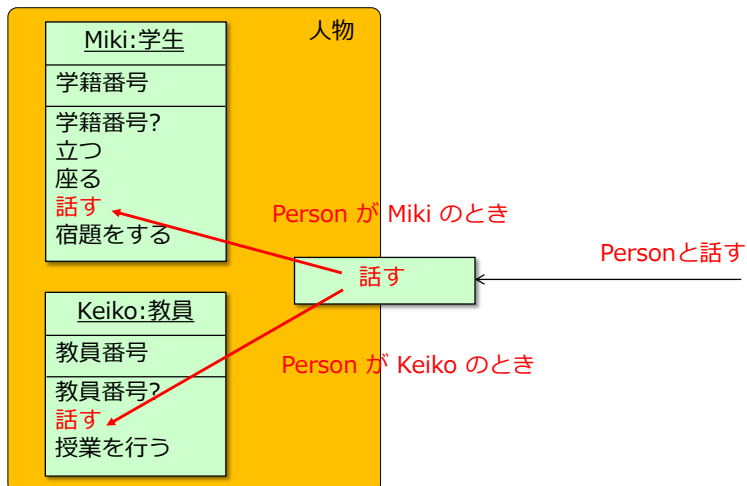 人物
Miki:学生
学籍番号
学籍番号?
立つ
座る
話す
宿題をする
Person が Miki のとき
Personと話す
話す
Keiko:教員
教員番号
Person が Keiko のとき
教員番号?
話す
授業を行う